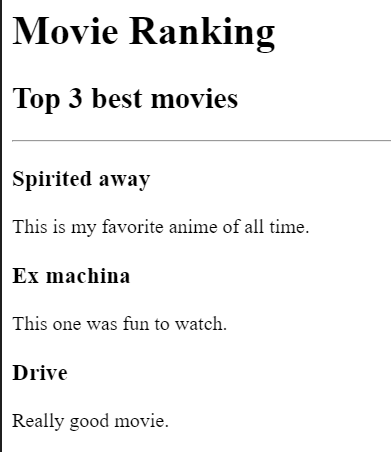 Movie Ranking
Top 3 best movies
Spirited away
This is my favorite anime of all time.
Ex machina
This one was fun to watch.
Drive
Really good movie.